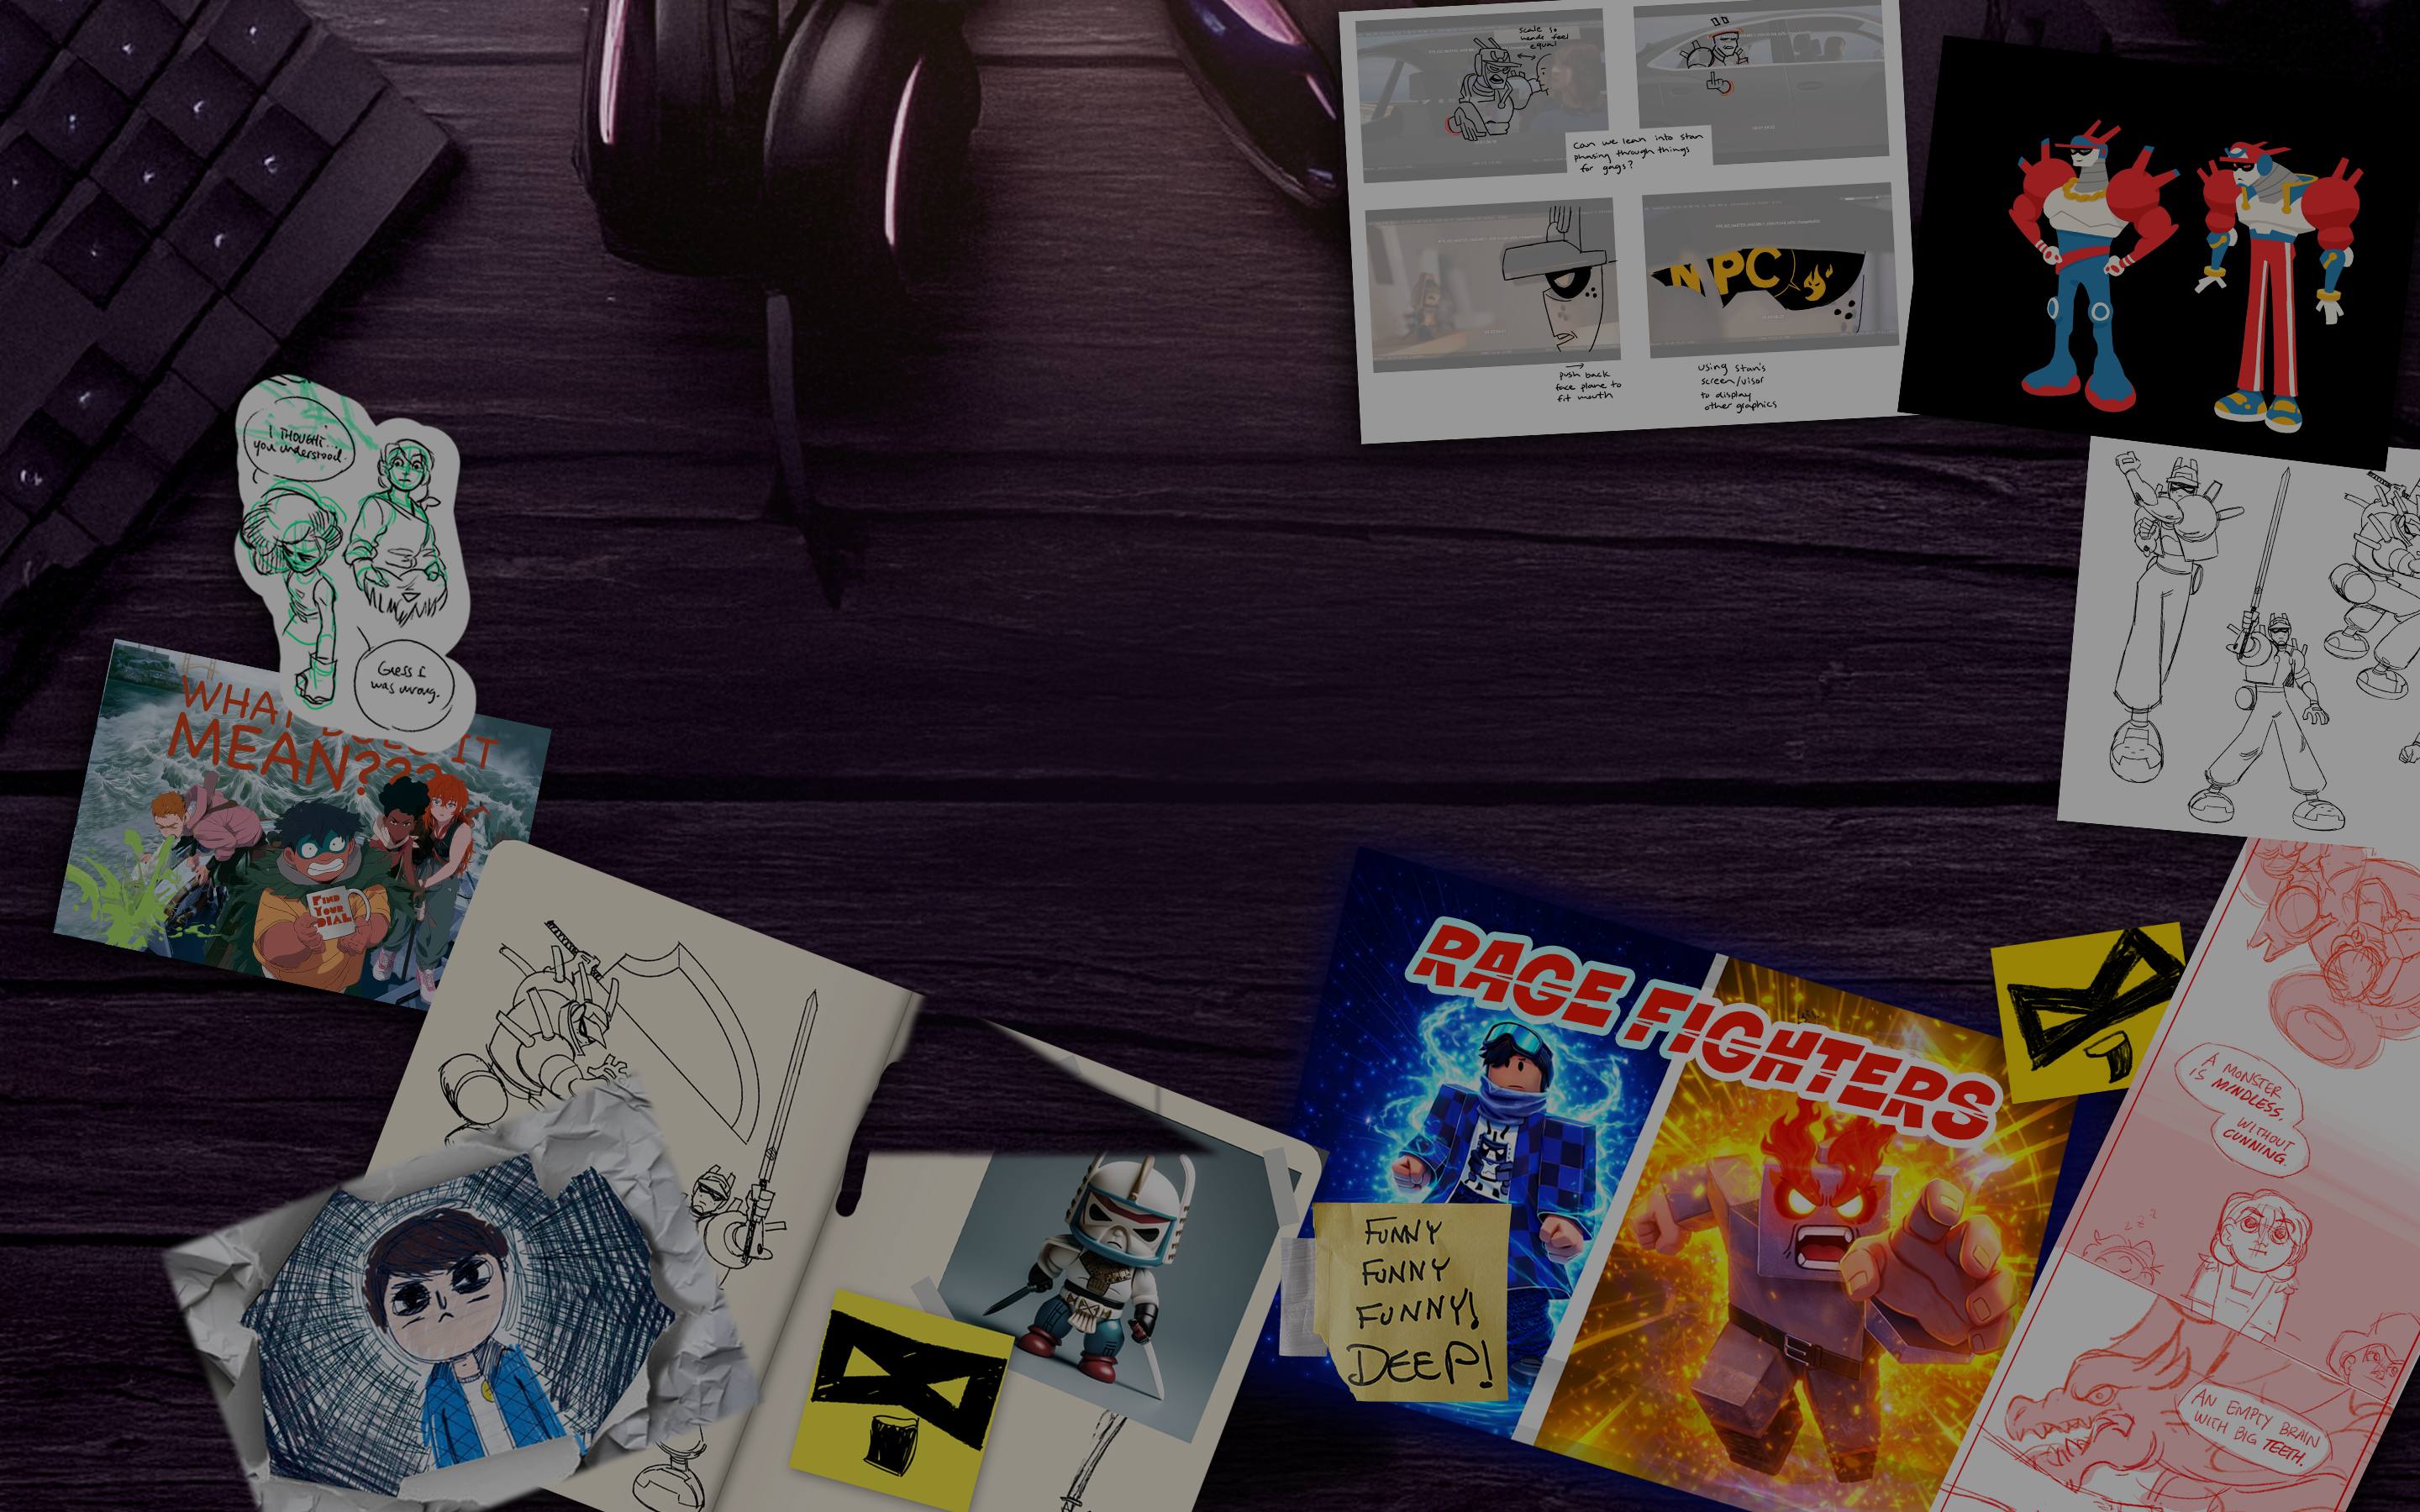 scale so
heads feel
equal
Can we lean into stan
phasing through things
for gags?
NPC
push back
face plane to
fit mouth
using Stan's
screen/visor
to display
other graphics
I THOUGHT...
you understood.
Guess I
was wrong.
WHAT DOES IT
MEAN???
FIND
YOUR
DIAL
RAGE FIGHTERS
FUNNY
FUNNY
FUNNY!
DEEP!
A MONSTER
IS MINDLESS,
WITHOUT
CUNNING.
AN EMPTY BRAIN
WITH BIG TEETH.